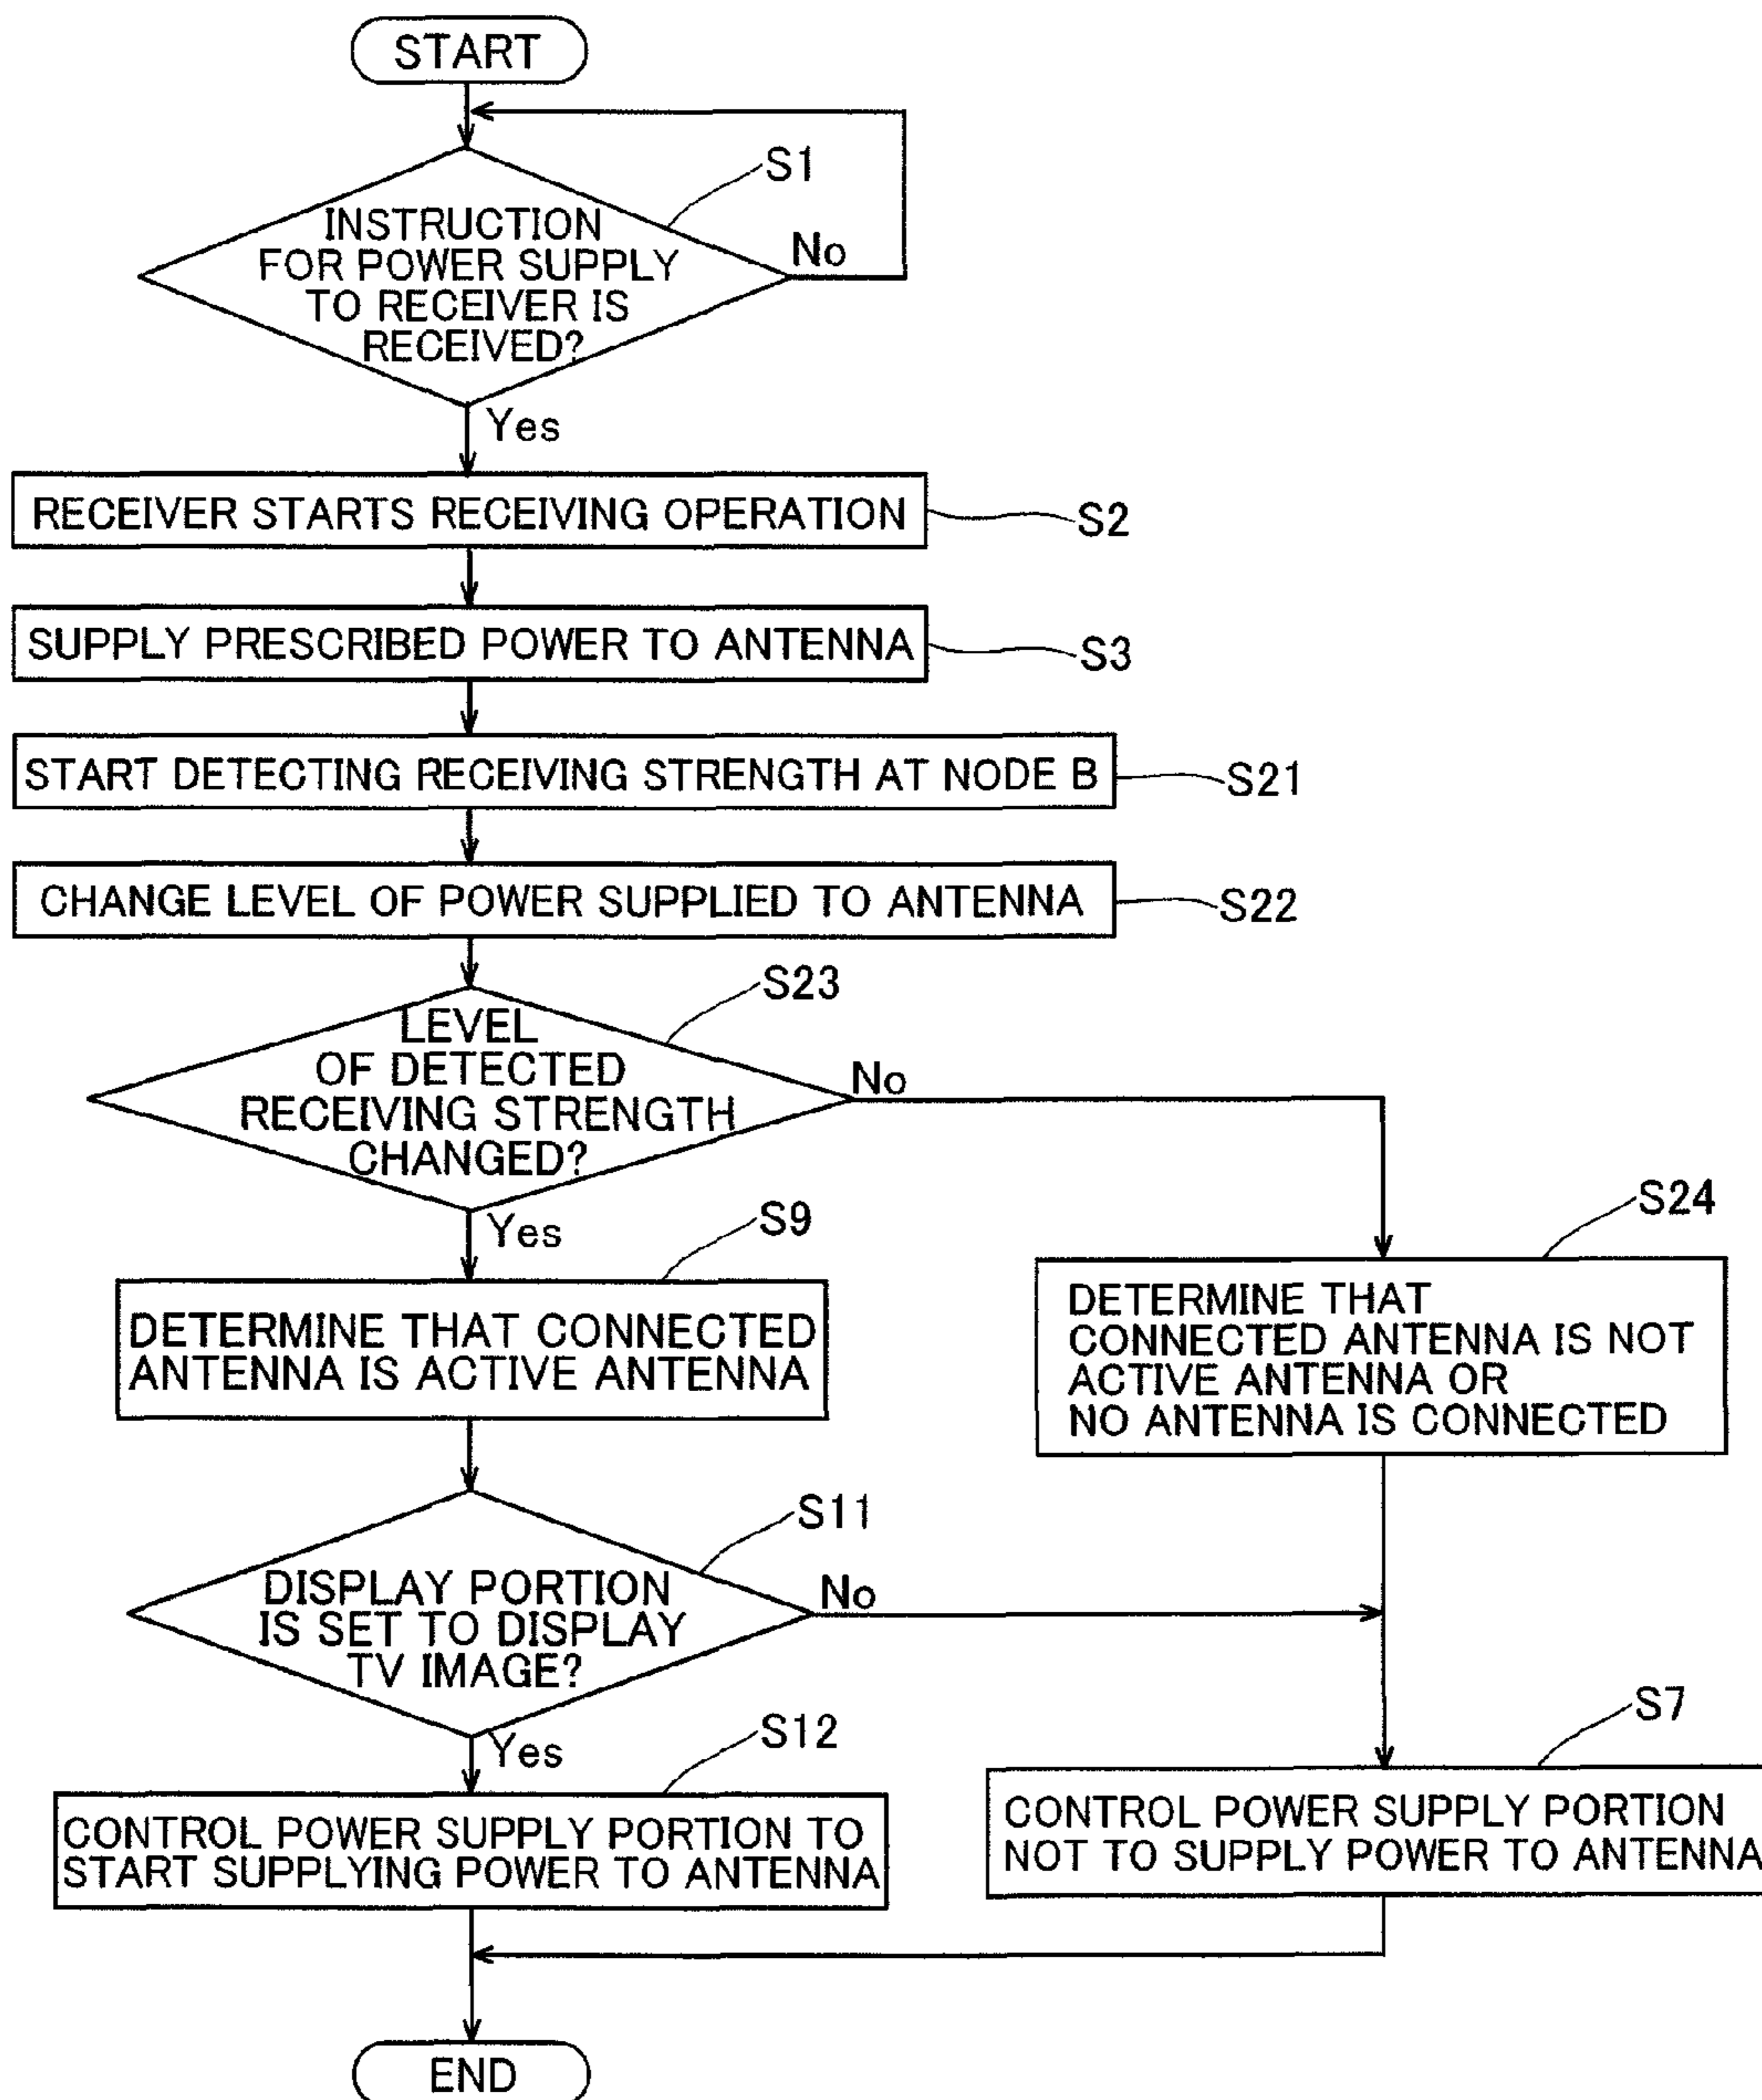 START
S1
INSTRUCTION
FOR POWER SUPPLY
TO RECEIVER IS
RECEIVED?
No
Yes
RECEIVER STARTS RECEIVING OPERATION
S2
SUPPLY PRESCRIBED POWER TO ANTENNA
S3
START DETECTING RECEIVING STRENGTH AT NODE B
S21
CHANGE LEVEL OF POWER SUPPLIED TO ANTENNA
S22
S23
LEVEL
OF DETECTED
RECEIVING STRENGTH
CHANGED?
No
Yes
S9
S24
DETERMINE THAT CONNECTED
ANTENNA IS ACTIVE ANTENNA
DETERMINE THAT
CONNECTED ANTENNA IS NOT
ACTIVE ANTENNA OR
NO ANTENNA IS CONNECTED
S11
DISPLAY PORTION
IS SET TO DISPLAY
TV IMAGE?
No
Yes
S12
S7
CONTROL POWER SUPPLY PORTION TO
START SUPPLYING POWER TO ANTENNA
CONTROL POWER SUPPLY PORTION
NOT TO SUPPLY POWER TO ANTENNA
END